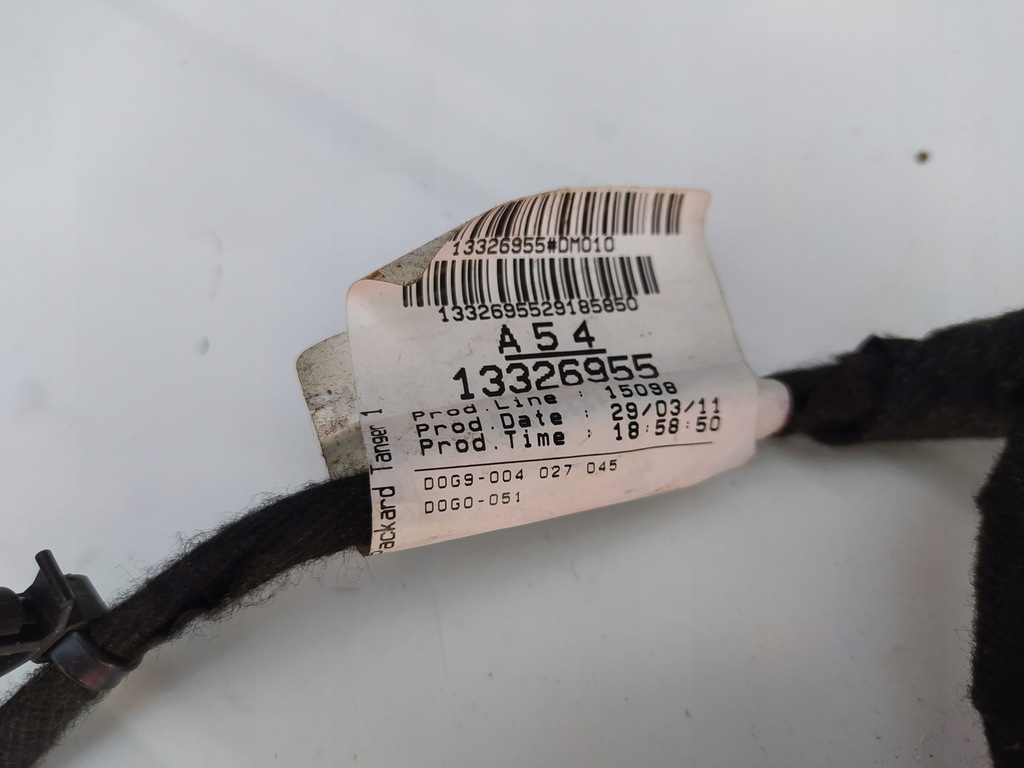 13326955#DM010
1332695529185850
A54
13326955
Prod.Line : 15098
Prod.Date : 29/03/11
Prod.Time : 18:58:50
DOG9-004 027 045
DOG0-051
Packard Tanger 1